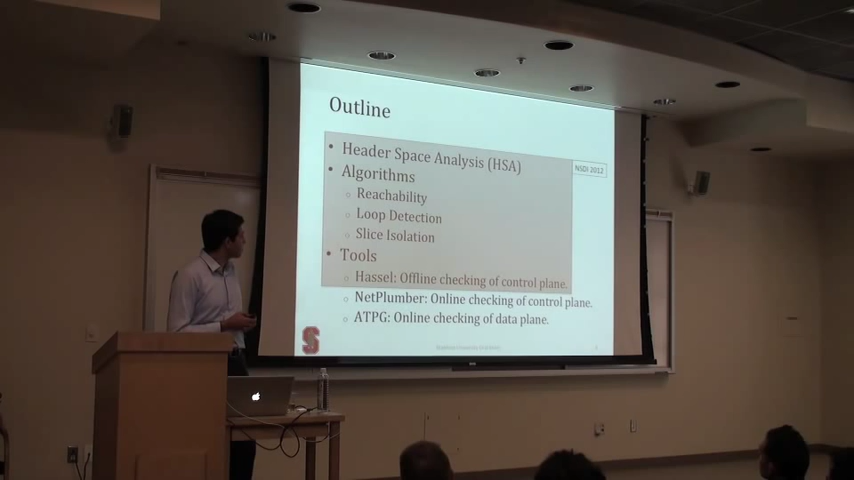 Outline
• Header Space Analysis (HSA)
NSDI 2012
• Algorithms
○ Reachability
○ Loop Detection
○ Slice Isolation
• Tools
○ Hassel: Offline checking of control plane.
○ NetPlumber: Online checking of control plane.
○ ATPG: Online checking of data plane.
S